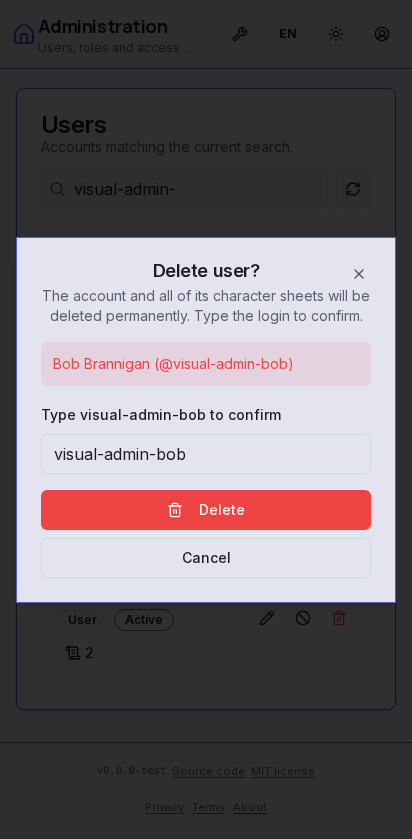 Administration
Users, roles and access ...
EN
Users
Accounts matching the current search.
visual-admin-
Delete user?
The account and all of its character sheets will be
deleted permanently. Type the login to confirm.
Bob Brannigan (@visual-admin-bob)
Type visual-admin-bob to confirm
visual-admin-bob
Delete
Cancel
User Active
2
v0.0.0-test Source code MIT license
Privacy Terms About